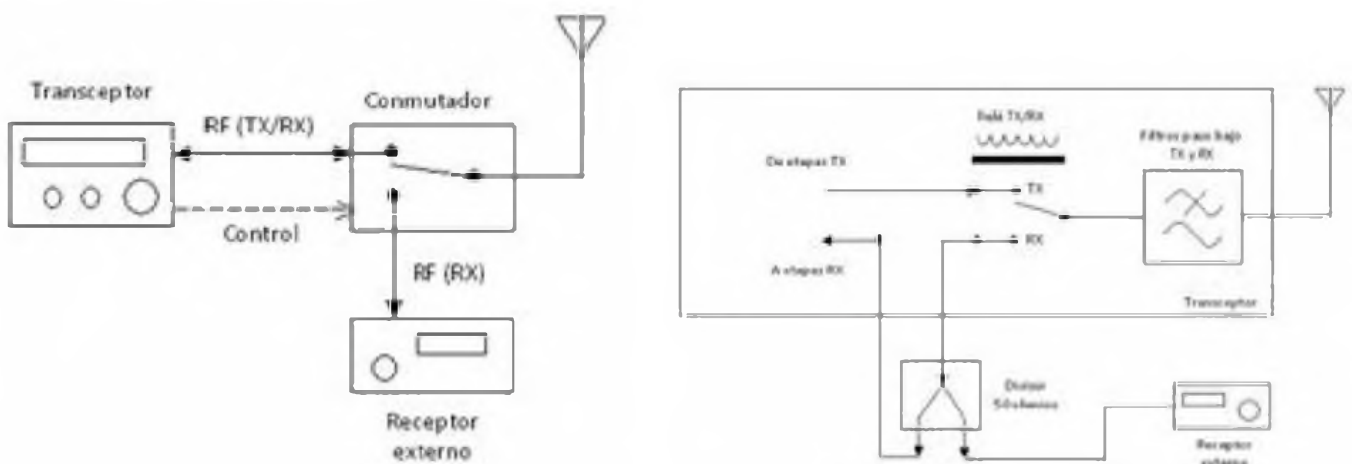 Transceptor
RF (TX/RX)
Conmutador
Control
RF (RX)
Receptor
externo
Relé TX/RX
Filtros paso bajo
TX y RX
De etapas TX
TX
RX
A etapas RX
Transceptor
Divisor
50 ohmios
Receptor
externo